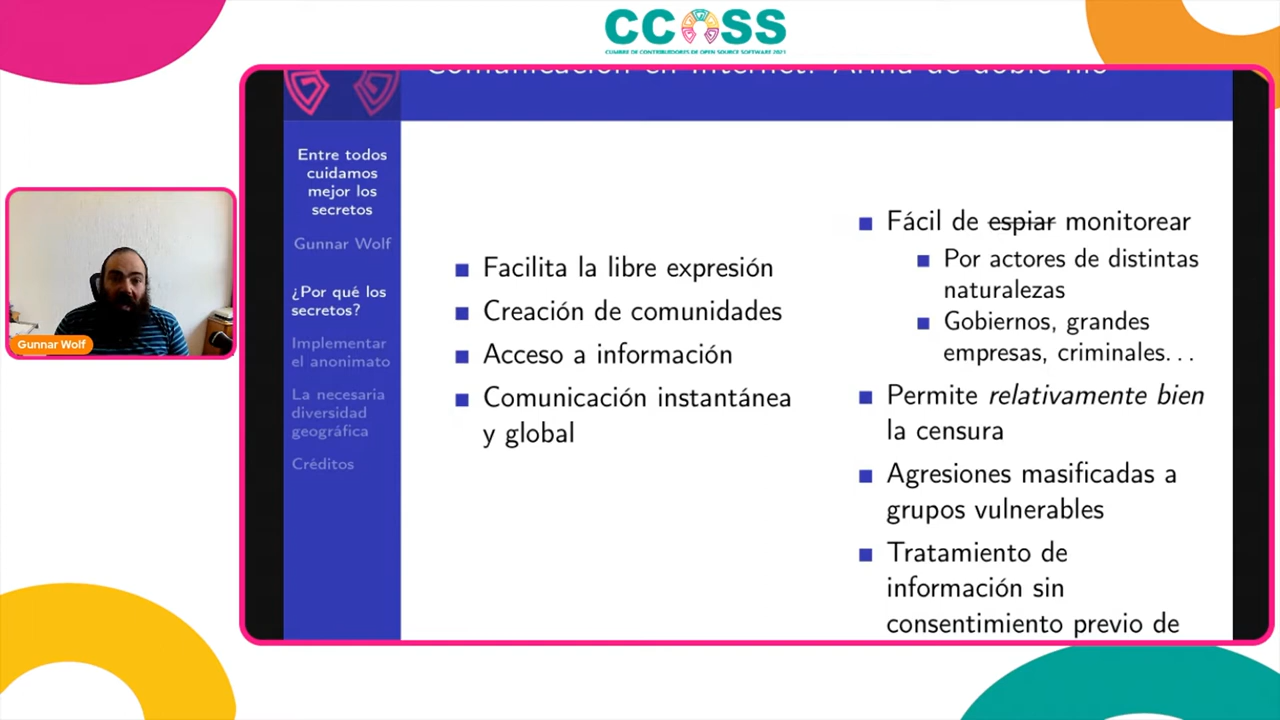 CCOSS
CUMBRE DE CONTRIBUIDORES DE OPEN SOURCE SOFTWARE 2021
Comunicación en Internet: Arma de doble filo
Entre todos
cuidamos
mejor los
secretos
Gunnar Wolf
¿Por qué los
secretos?
Implementar
el anonimato
La necesaria
diversidad
geográfica
Créditos
Facilita la libre expresión
Creación de comunidades
Acceso a información
Comunicación instantánea
y global
Fácil de espiar monitorear
Por actores de distintas
naturalezas
Gobiernos, grandes
empresas, criminales...
Permite relativamente bien
la censura
Agresiones masificadas a
grupos vulnerables
Tratamiento de
información sin
consentimiento previo de
Gunnar Wolf